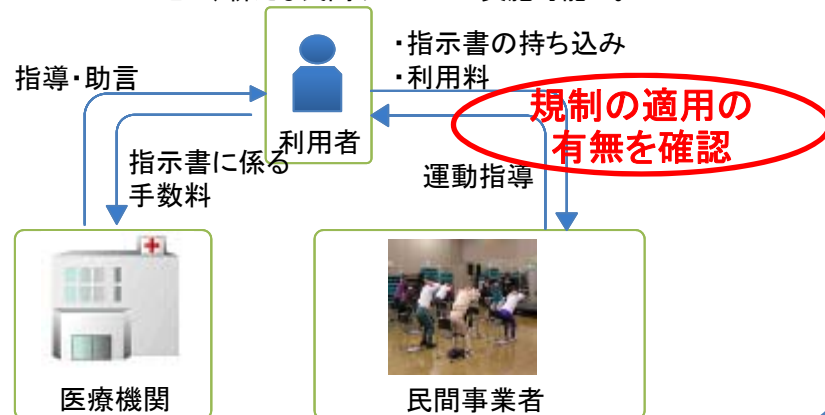 ・指示書の持ち込み
・利用料
指導・助言
規制の適用の
有無を確認
利用者
指示書に係る
手数料
運動指導
医療機関
民間事業者